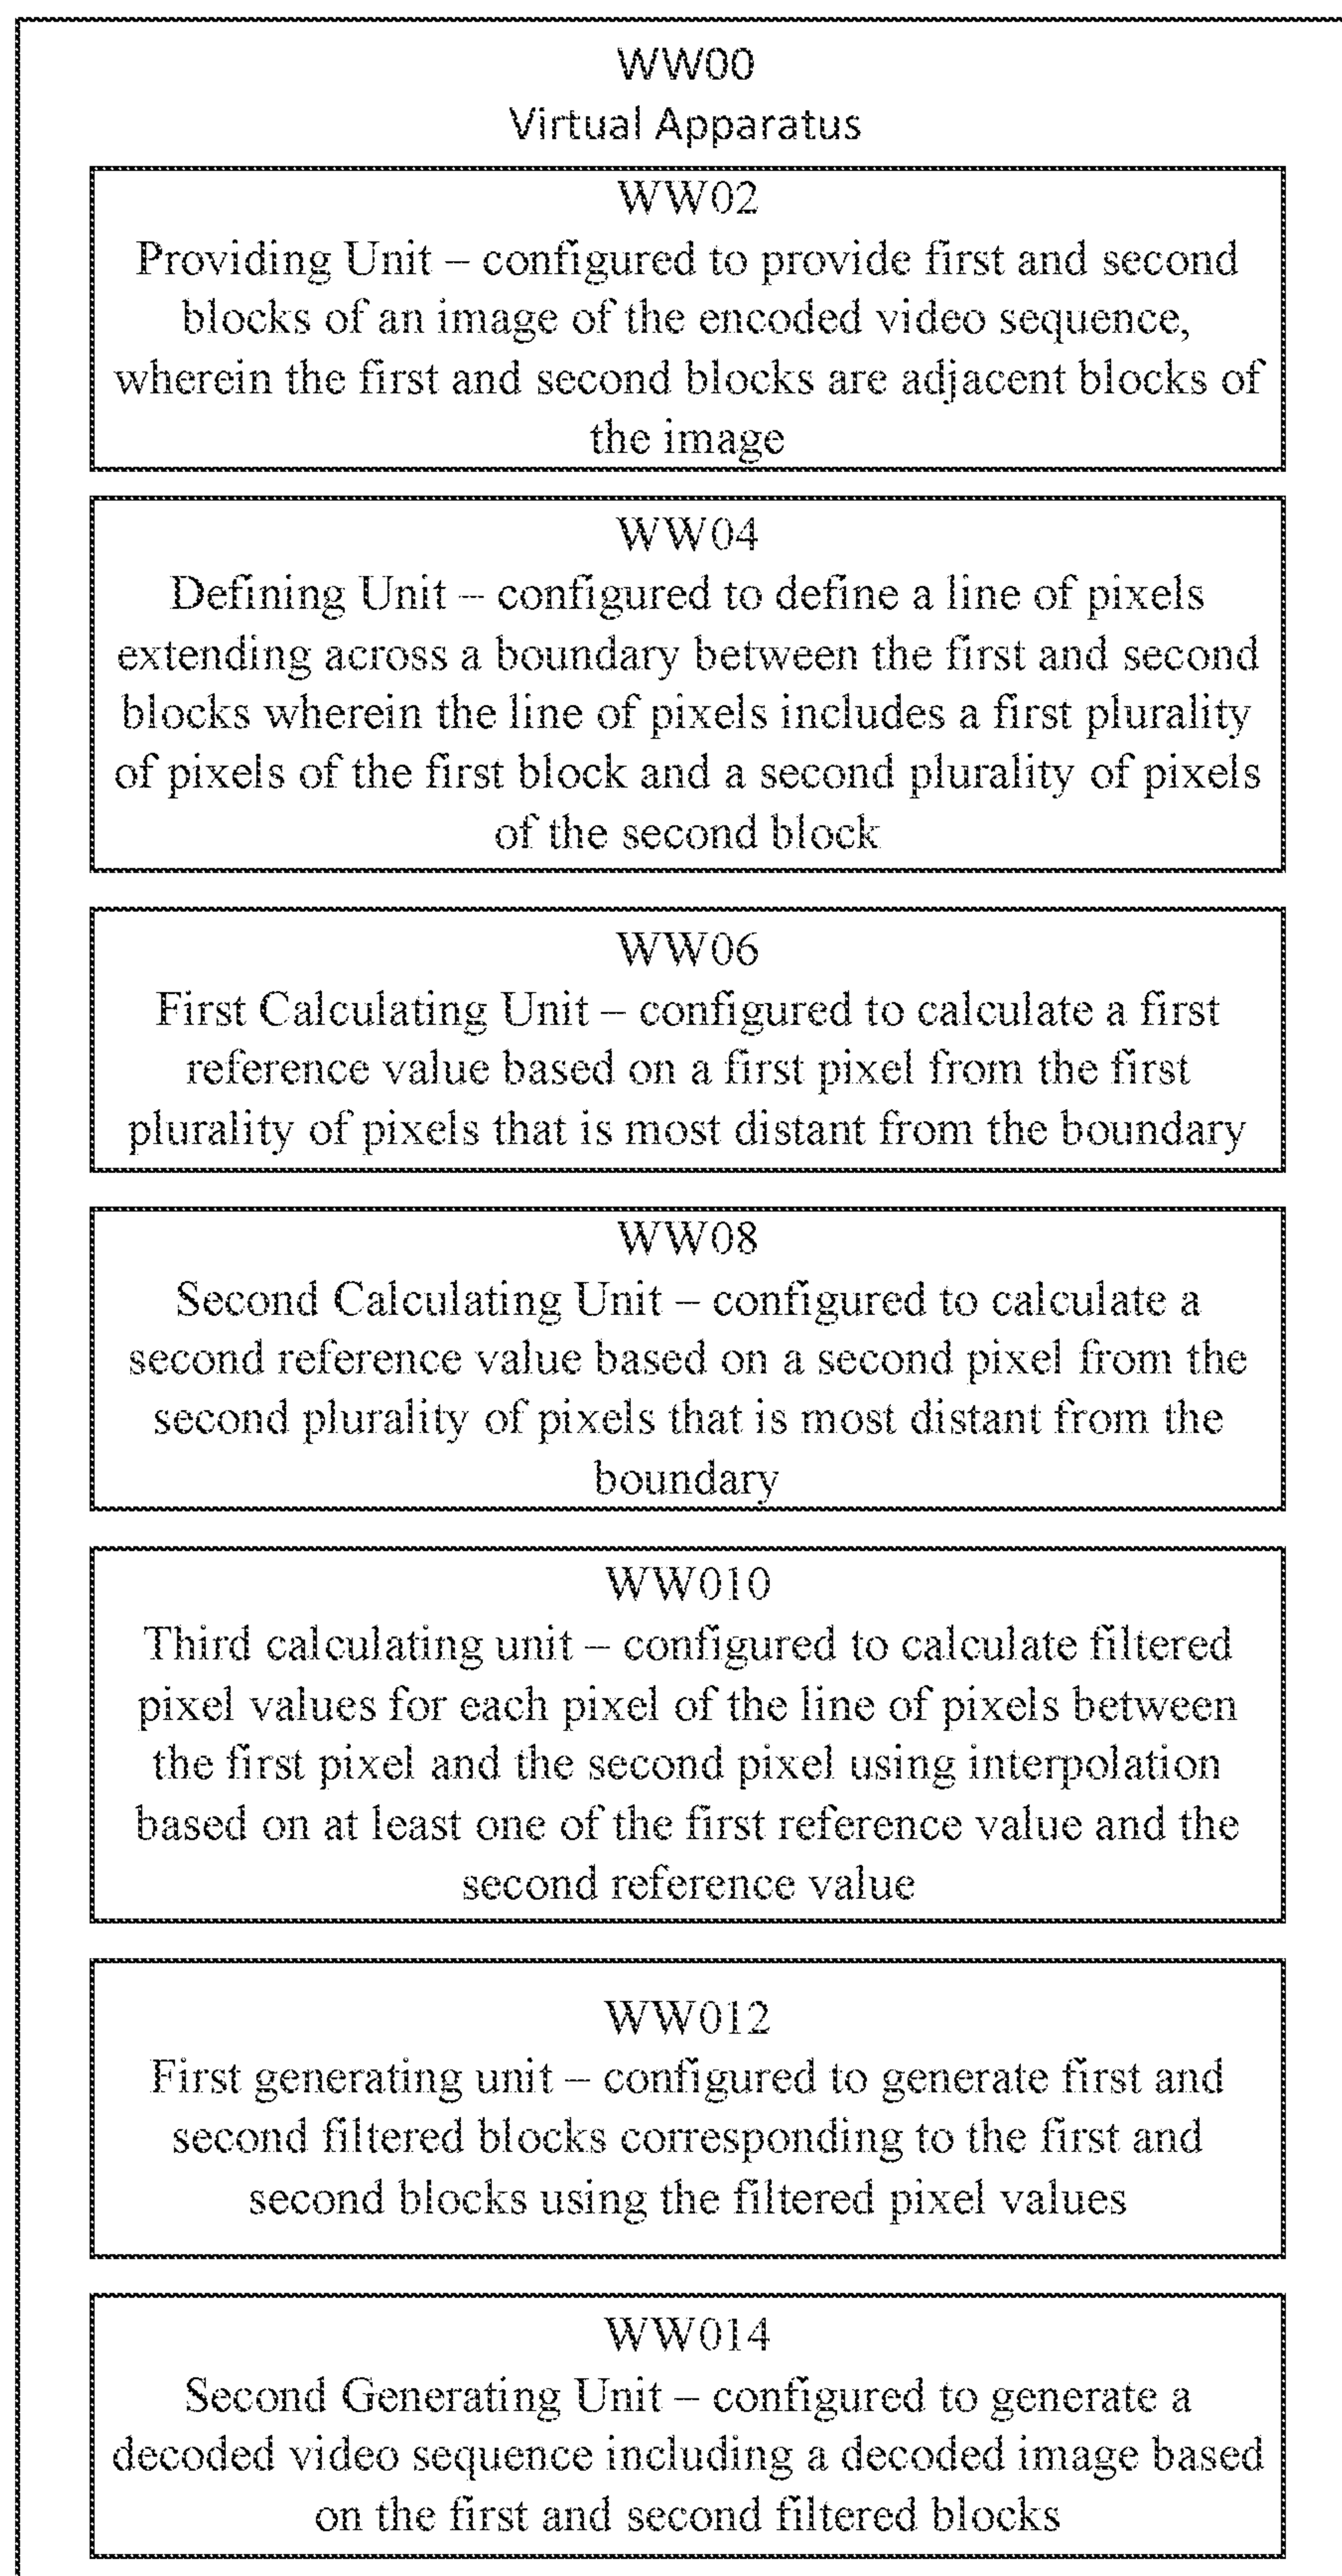 WW00
Virtual Apparatus
WW02
Providing Unit – configured to provide first and second
blocks of an image of the encoded video sequence,
wherein the first and second blocks are adjacent blocks of
the image
WW04
Defining Unit – configured to define a line of pixels
extending across a boundary between the first and second
blocks wherein the line of pixels includes a first plurality
of pixels of the first block and a second plurality of pixels
of the second block
WW06
First Calculating Unit – configured to calculate a first
reference value based on a first pixel from the first
plurality of pixels that is most distant from the boundary
WW08
Second Calculating Unit – configured to calculate a
second reference value based on a second pixel from the
second plurality of pixels that is most distant from the
boundary
WW010
Third calculating unit – configured to calculate filtered
pixel values for each pixel of the line of pixels between
the first pixel and the second pixel using interpolation
based on at least one of the first reference value and the
second reference value
WW012
First generating unit – configured to generate first and
second filtered blocks corresponding to the first and
second blocks using the filtered pixel values
WW014
Second Generating Unit – configured to generate a
decoded video sequence including a decoded image based
on the first and second filtered blocks